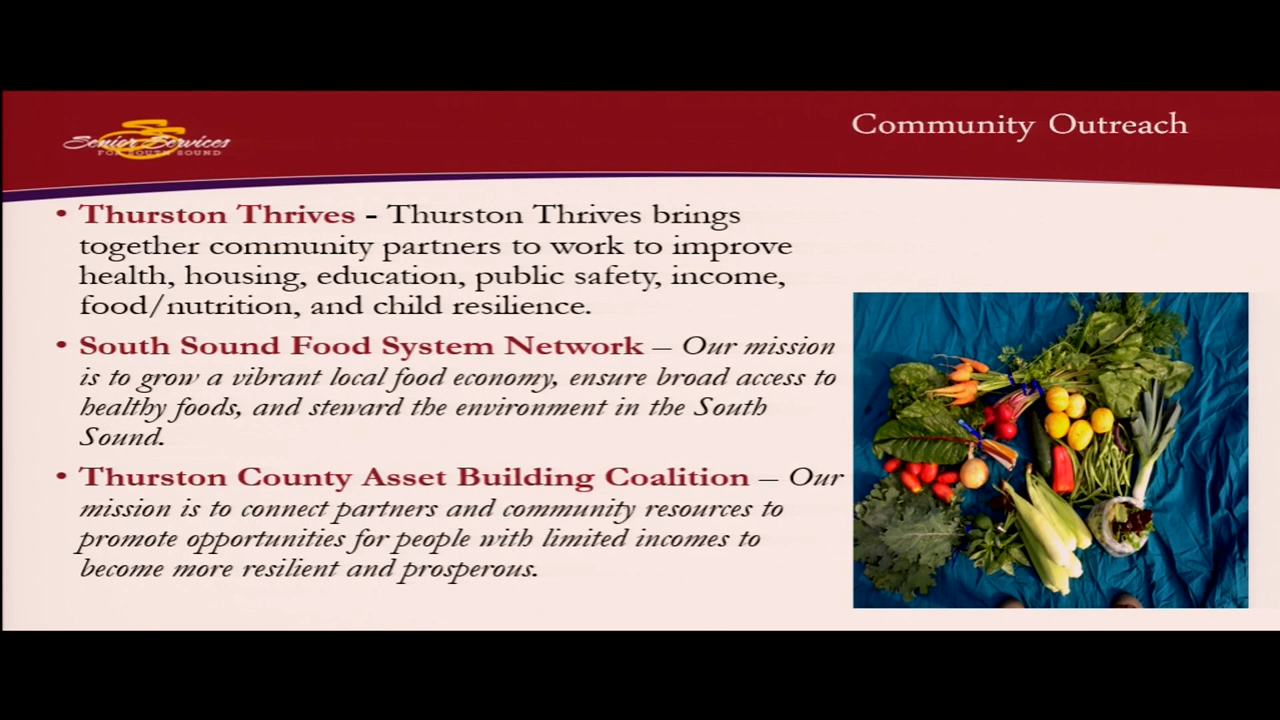 Senior Services
FOR SOUTH SOUND
Community Outreach
• Thurston Thrives - Thurston Thrives brings
together community partners to work to improve
health, housing, education, public safety, income,
food/nutrition, and child resilience.
• South Sound Food System Network – Our mission
is to grow a vibrant local food economy, ensure broad access to
healthy foods, and steward the environment in the South
Sound.
• Thurston County Asset Building Coalition – Our
mission is to connect partners and community resources to
promote opportunities for people with limited incomes to
become more resilient and prosperous.